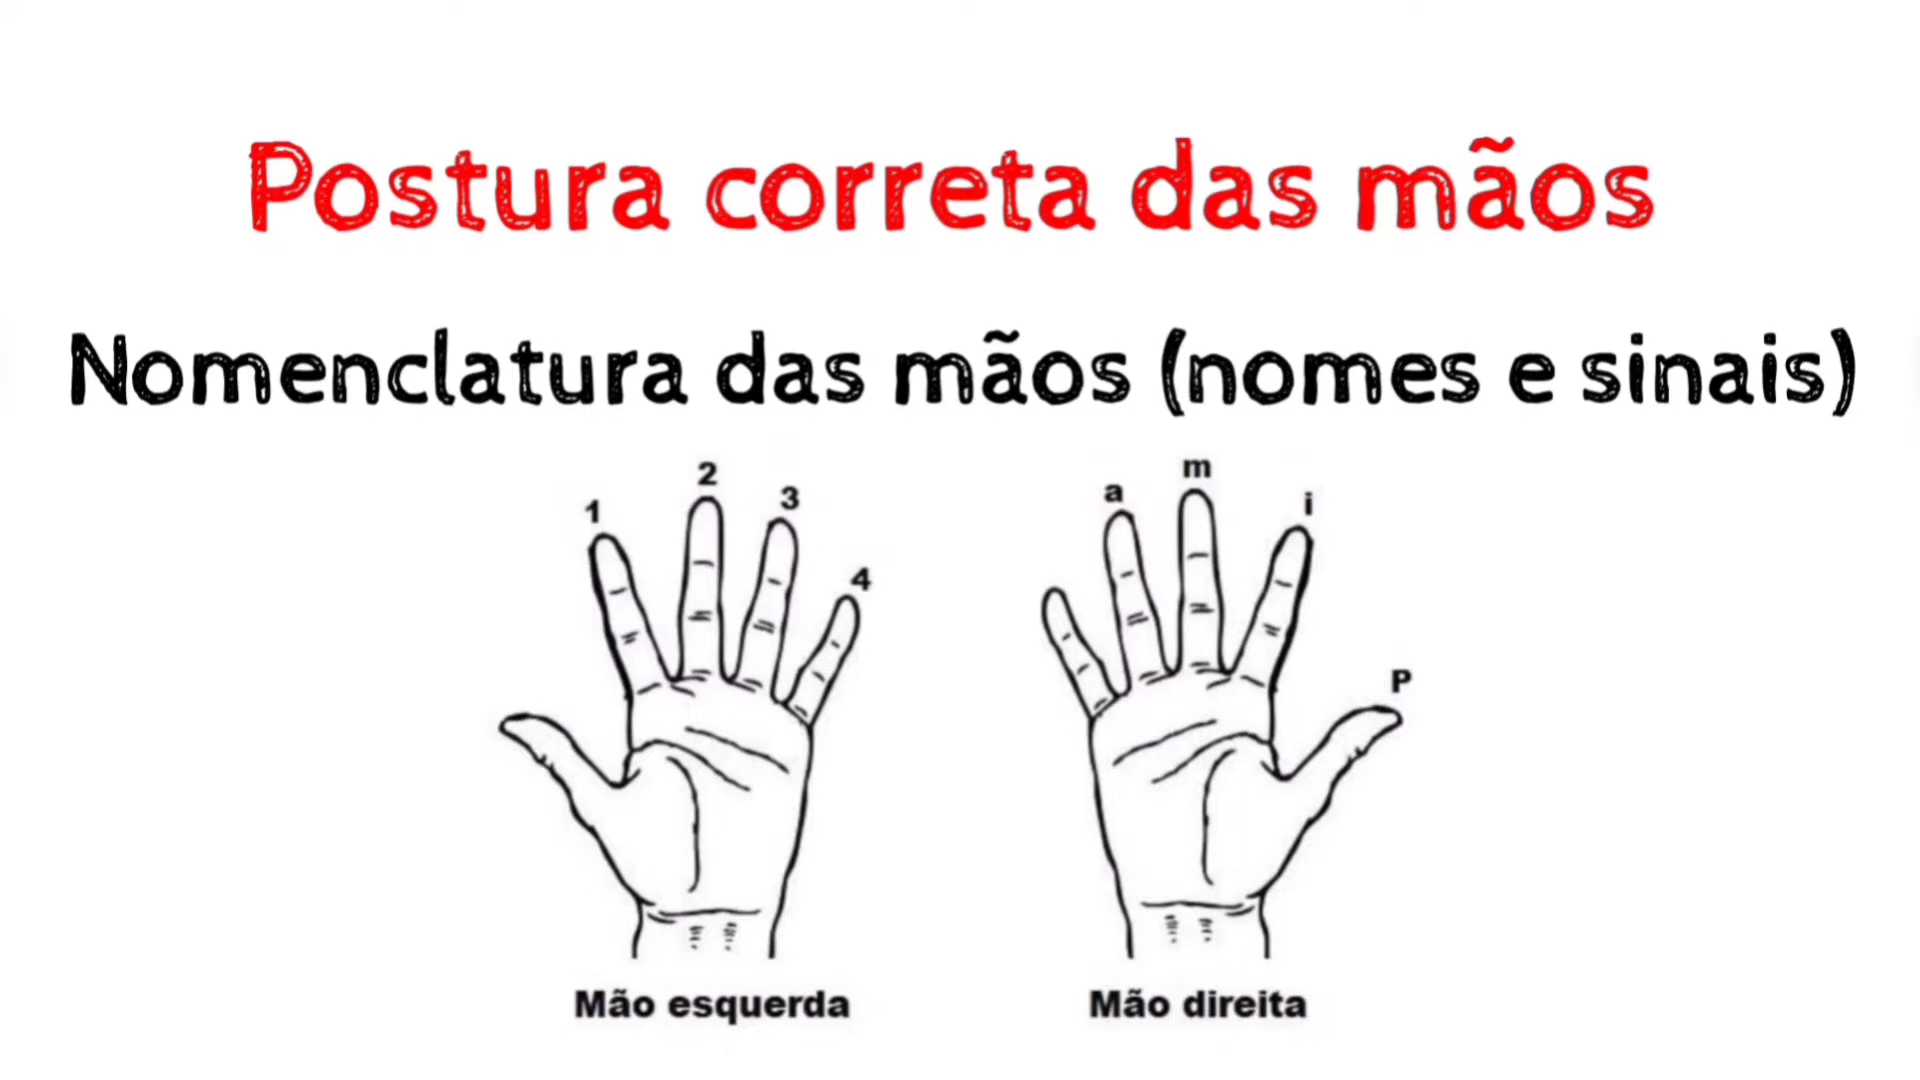 Postura correta das mãos
Nomenclatura das mãos (nomes e sinais)
1
2
3
4
a
m
i
P
Mão esquerda
Mão direita